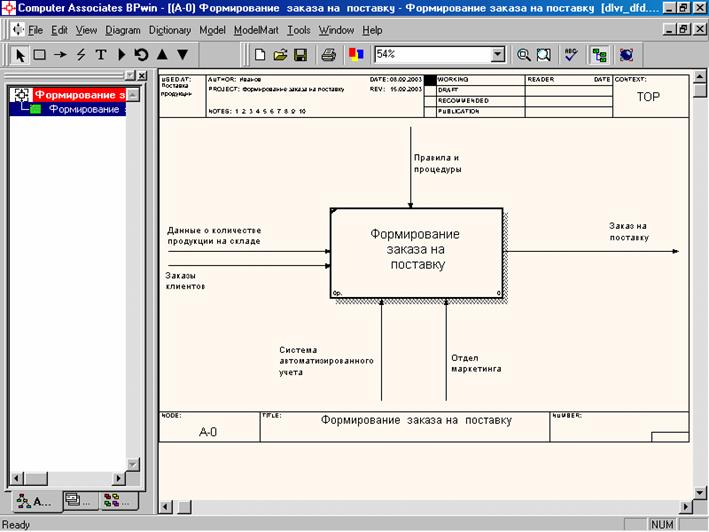 Computer Associates BPwin - [(A-0) Формирование заказа на поставку - Формирование заказа на поставку [dlvr_dfd....
File Edit View Diagram Dictionary Model ModelMart Tools Window Help
54%
Формирование з
Формирование
A...
USED AT:
Поставка
продукции
AUTHOR: Иванов
DATE: 08.09.2003
PROJECT: Формирование заказа на поставку
REV: 15.09.2003
NOTES: 1 2 3 4 5 6 7 8 9 10
WORKING
DRAFT
RECOMMENDED
PUBLICATION
READER
DATE
CONTEXT:
TOP
Правила и
процедуры
Данные о количестве
продукции на складе
Заказы
клиентов
Формирование
заказа на
поставку
0р.
0
Заказ на
поставку
Система
автоматизированного
учета
Отдел
маркетинга
NODE:
A-0
TITLE:
Формирование заказа на поставку
NUMBER:
Ready
NUM